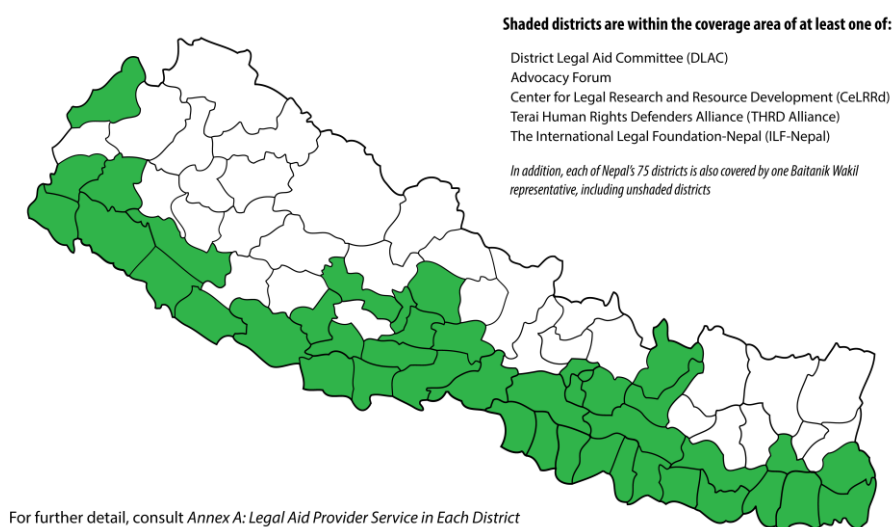 Shaded districts are within the coverage area of at least one of:
District Legal Aid Committee (DLAC)
Advocacy Forum
Center for Legal Research and Resource Development (CeLRRd)
Terai Human Rights Defenders Alliance (THRD Alliance)
The International Legal Foundation-Nepal (ILF-Nepal)
In addition, each of Nepal's 75 districts is also covered by one Baitanik Wakil
representative, including unshaded districts
For further detail, consult Annex A: Legal Aid Provider Service in Each District